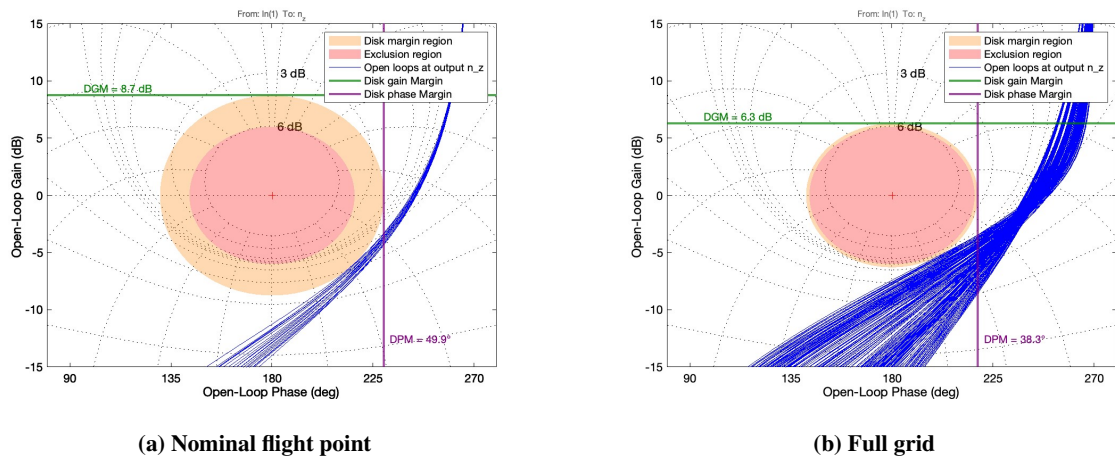 From: In(1) To: n_z
Disk margin region
Exclusion region
Open loops at output n_z
Disk gain Margin
Disk phase Margin
3 dB
6 dB
DGM = 8.7 dB
DPM = 49.9°
15
10
5
0
-5
-10
-15
90
135
180
225
270
Open-Loop Gain (dB)
Open-Loop Phase (deg)
(a) Nominal flight point
From: In(1) To: n_z
Disk margin region
Exclusion region
Open loops at output n_z
Disk gain Margin
Disk phase Margin
3 dB
6 dB
DGM = 6.3 dB
DPM = 38.3°
15
10
5
0
-5
-10
-15
90
135
180
225
270
Open-Loop Gain (dB)
Open-Loop Phase (deg)
(b) Full grid